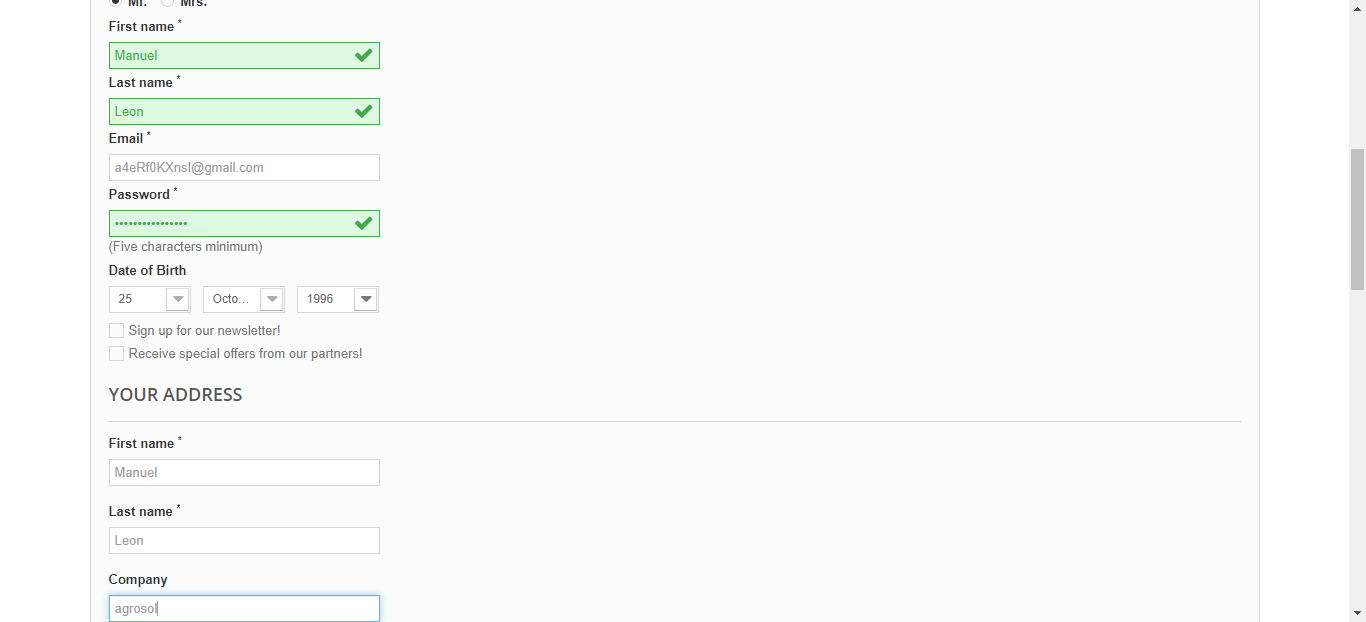 Mr. Mrs.
First name *
Manuel
Last name *
Leon
Email *
a4eRf0KXnsl@gmail.com
Password *
••••••••••••••••
(Five characters minimum)
Date of Birth
25 Octo... 1996
Sign up for our newsletter!
Receive special offers from our partners!
YOUR ADDRESS
First name *
Manuel
Last name *
Leon
Company
agrosol